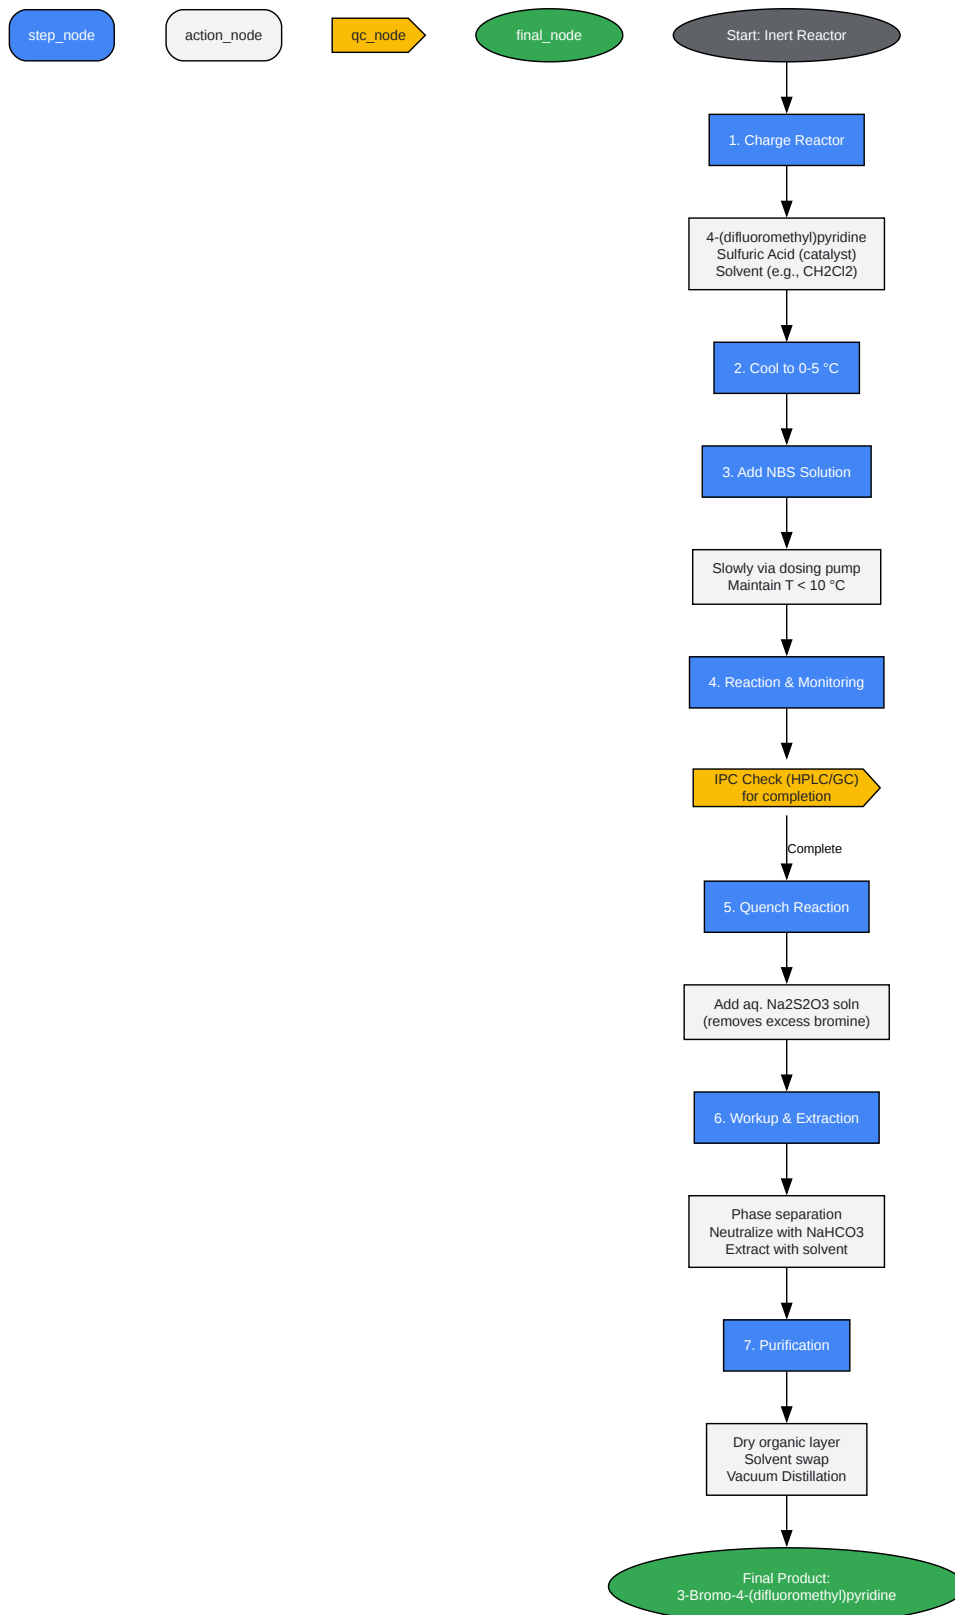 step_node
action_node
qc_node
final_node
Start: Inert Reactor
1. Charge Reactor
4-(difluoromethyl)pyridine
Sulfuric Acid (catalyst)
Solvent (e.g., CH2Cl2)
2. Cool to 0-5 °C
3. Add NBS Solution
Slowly via dosing pump
Maintain T < 10 °C
4. Reaction & Monitoring
IPC Check (HPLC/GC)
for completion
Complete
5. Quench Reaction
Add aq. Na2S2O3 soln
(removes excess bromine)
6. Workup & Extraction
Phase separation
Neutralize with NaHCO3
Extract with solvent
7. Purification
Dry organic layer
Solvent swap
Vacuum Distillation
Final Product:
3-Bromo-4-(difluoromethyl)pyridine